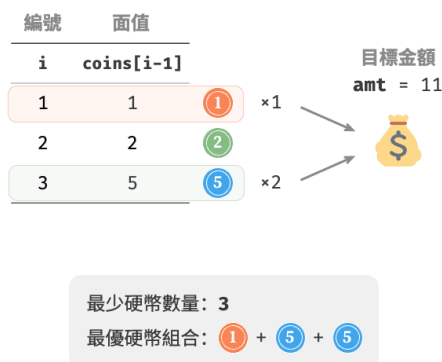 編號 面值
i coins[i-1]
目標金額
amt = 11
1 1 1 ×1
2 2 2
3 5 5 ×2
$
最少硬幣數量：3
最優硬幣組合：1 + 5 + 5